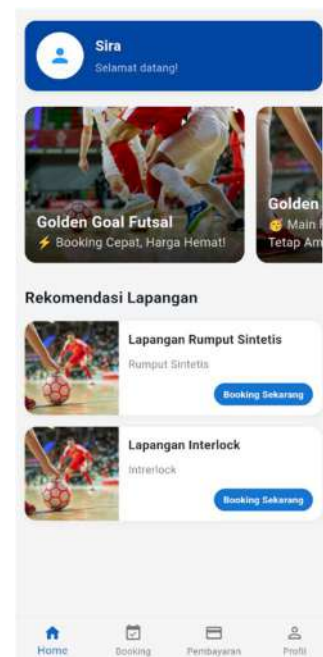 Sira
Selamat datang!
Golden Goal Futsal
⚡ Booking Cepat, Harga Hemat!
Golden
🥳 Main
Tetap Am
Rekomendasi Lapangan
Lapangan Rumput Sintetis
Rumput Sintetis
Booking Sekarang
Lapangan Interlock
Intrerlock
Booking Sekarang
Home
Booking
Pembayaran
Profil